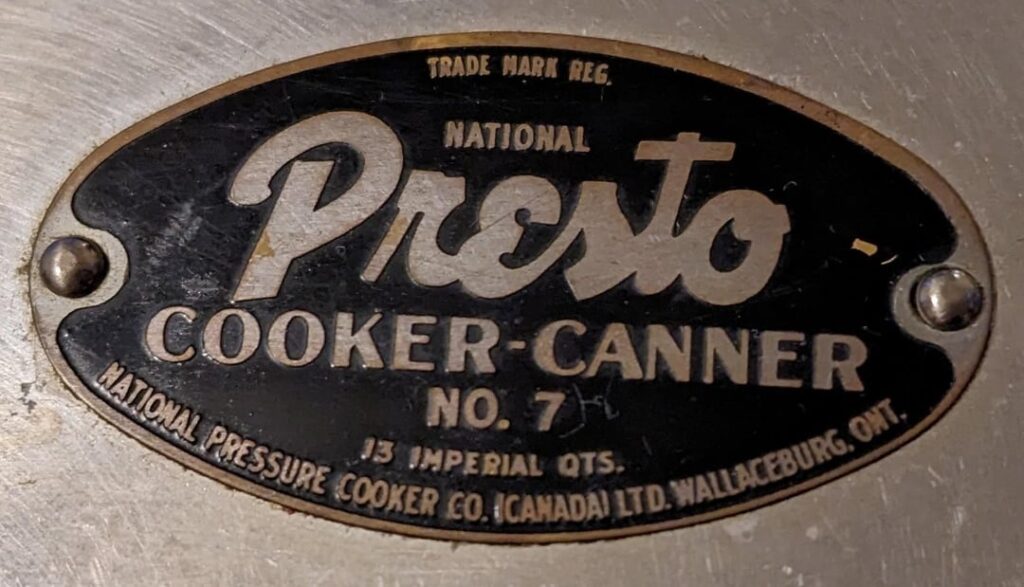 TRADE MARK REG.
NATIONAL
Presto
COOKER-CANNER
NO. 7
13 IMPERIAL QTS.
NATIONAL PRESSURE COOKER CO. (CANADA) LTD. WALLACEBURG, ONT.